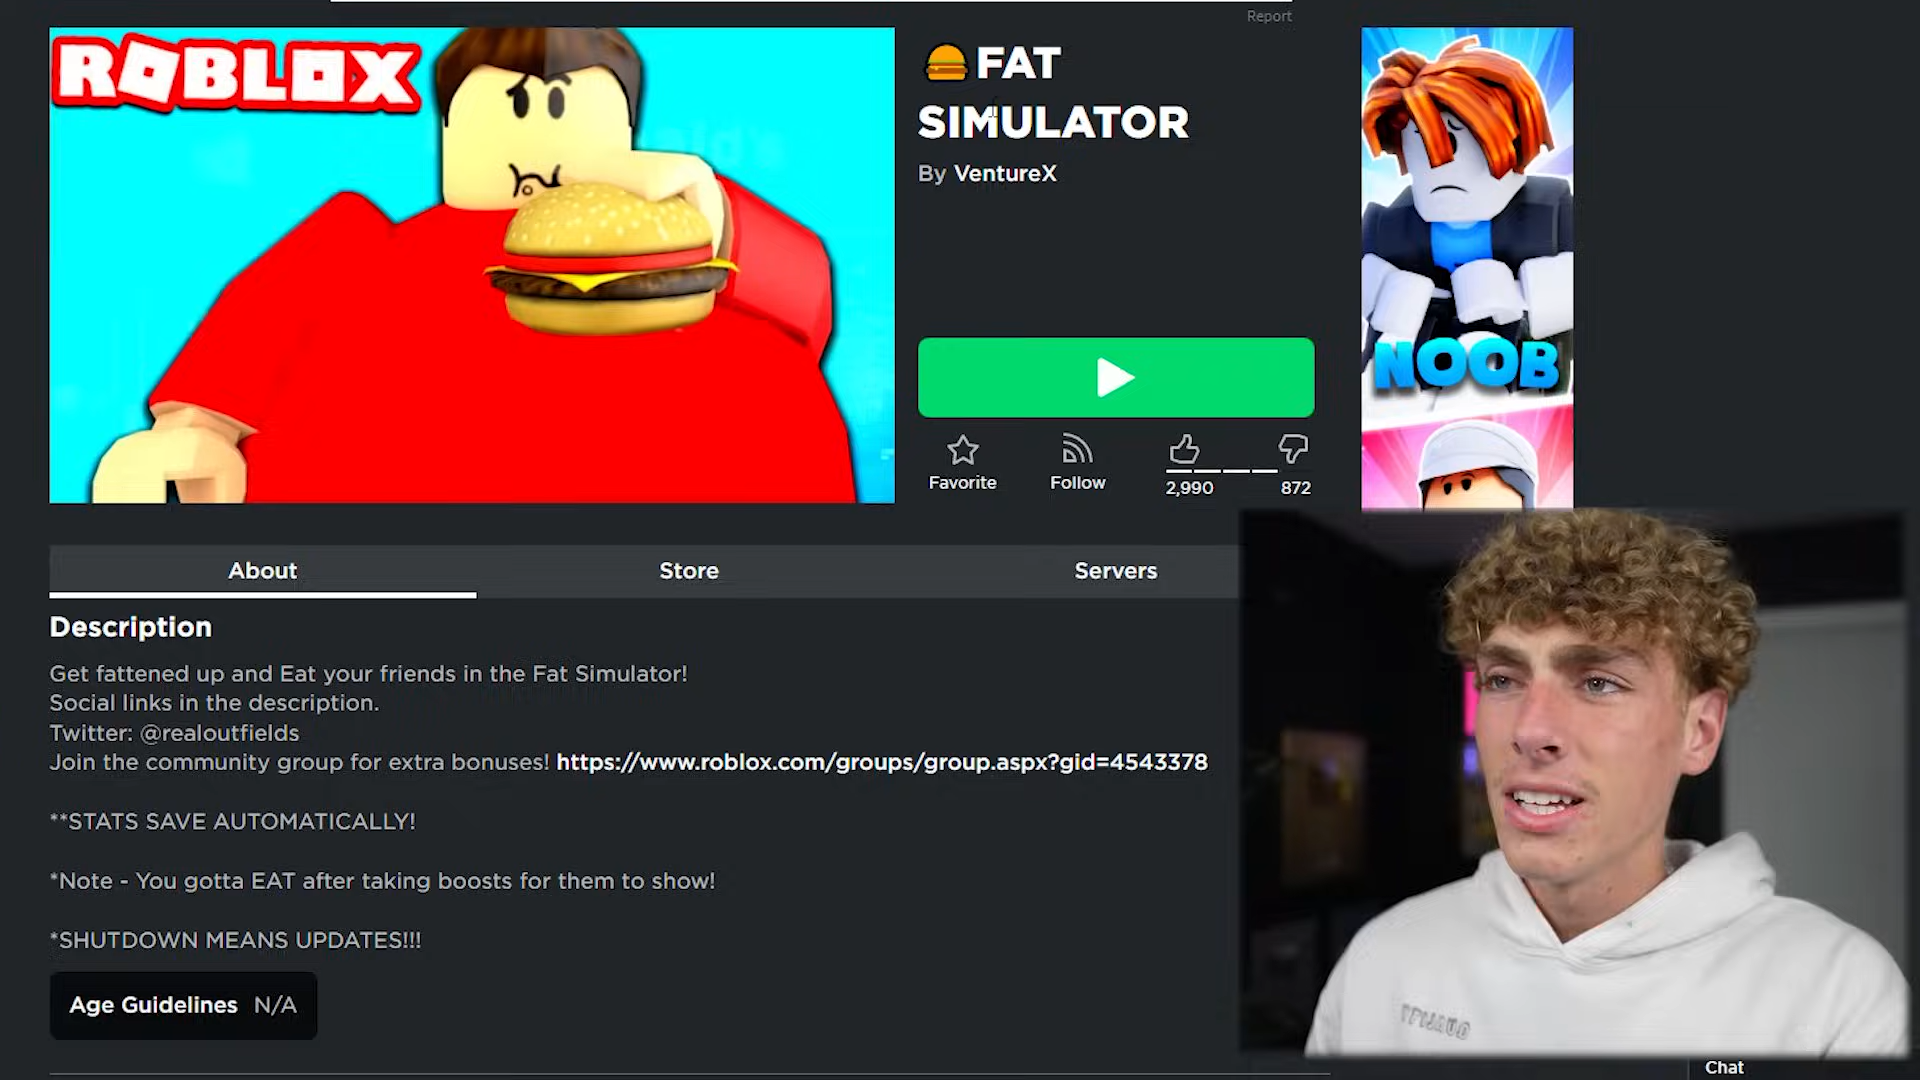 Report
ROBLOX
🍔FAT
SIMULATOR
By VentureX
NOOB
Favorite
Follow
2,990
872
About
Store
Servers
Description
Get fattened up and Eat your friends in the Fat Simulator!
Social links in the description.
Twitter: @realoutfields
Join the community group for extra bonuses! https://www.roblox.com/groups/group.aspx?gid=4543378
**STATS SAVE AUTOMATICALLY!
*Note - You gotta EAT after taking boosts for them to show!
*SHUTDOWN MEANS UPDATES!!!
Age Guidelines N/A
Chat